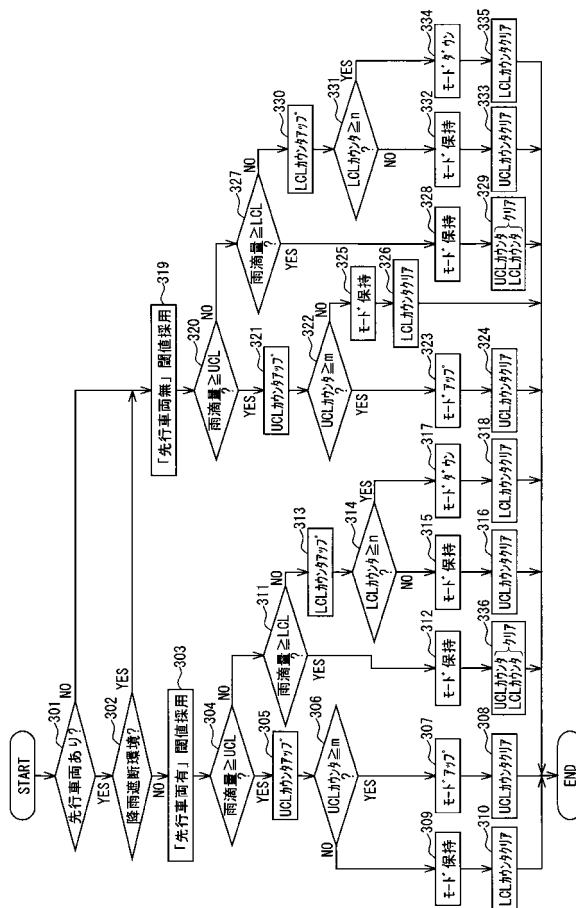 START
301
先行車両あり?
NO
YES
302
降雨遮断環境?
YES
NO
303
「先行車両有」閾値採用
304
雨滴量≧UCL
?
NO
YES
305
UCLカウンタアップ
306
UCLカウンタ≧m
?
NO
YES
307
モードアップ
308
UCLカウンタクリア
309
モード保持
310
LCLカウンタクリア
311
雨滴量≧LCL
?
NO
YES
312
モード保持
336
UCLカウンタ
LCLカウンタ
クリア
313
LCLカウンタアップ
314
LCLカウンタ≧n
?
YES
NO
315
モード保持
316
UCLカウンタクリア
317
モードダウン
318
LCLカウンタクリア
319
「先行車両無」閾値採用
320
雨滴量≧UCL
?
NO
YES
321
UCLカウンタアップ
322
UCLカウンタ≧m
?
NO
YES
323
モードアップ
324
UCLカウンタクリア
325
モード保持
326
LCLカウンタクリア
327
雨滴量≧LCL
?
NO
YES
328
モード保持
329
UCLカウンタ
LCLカウンタ
クリア
330
LCLカウンタアップ
331
LCLカウンタ≧n
?
YES
NO
332
モード保持
333
UCLカウンタクリア
334
モードダウン
335
LCLカウンタクリア
END